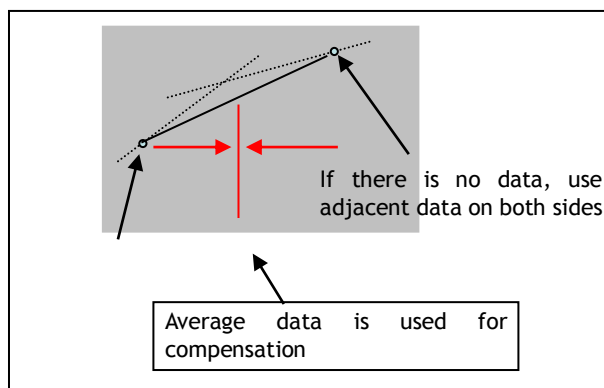 If there is no data, use
adjacent data on both sides
Average data is used for
compensation